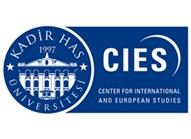 KADİR HAS
1997
ÜNİVERSİTESİ
CIES
CENTER FOR INTERNATIONAL
AND EUROPEAN STUDIES